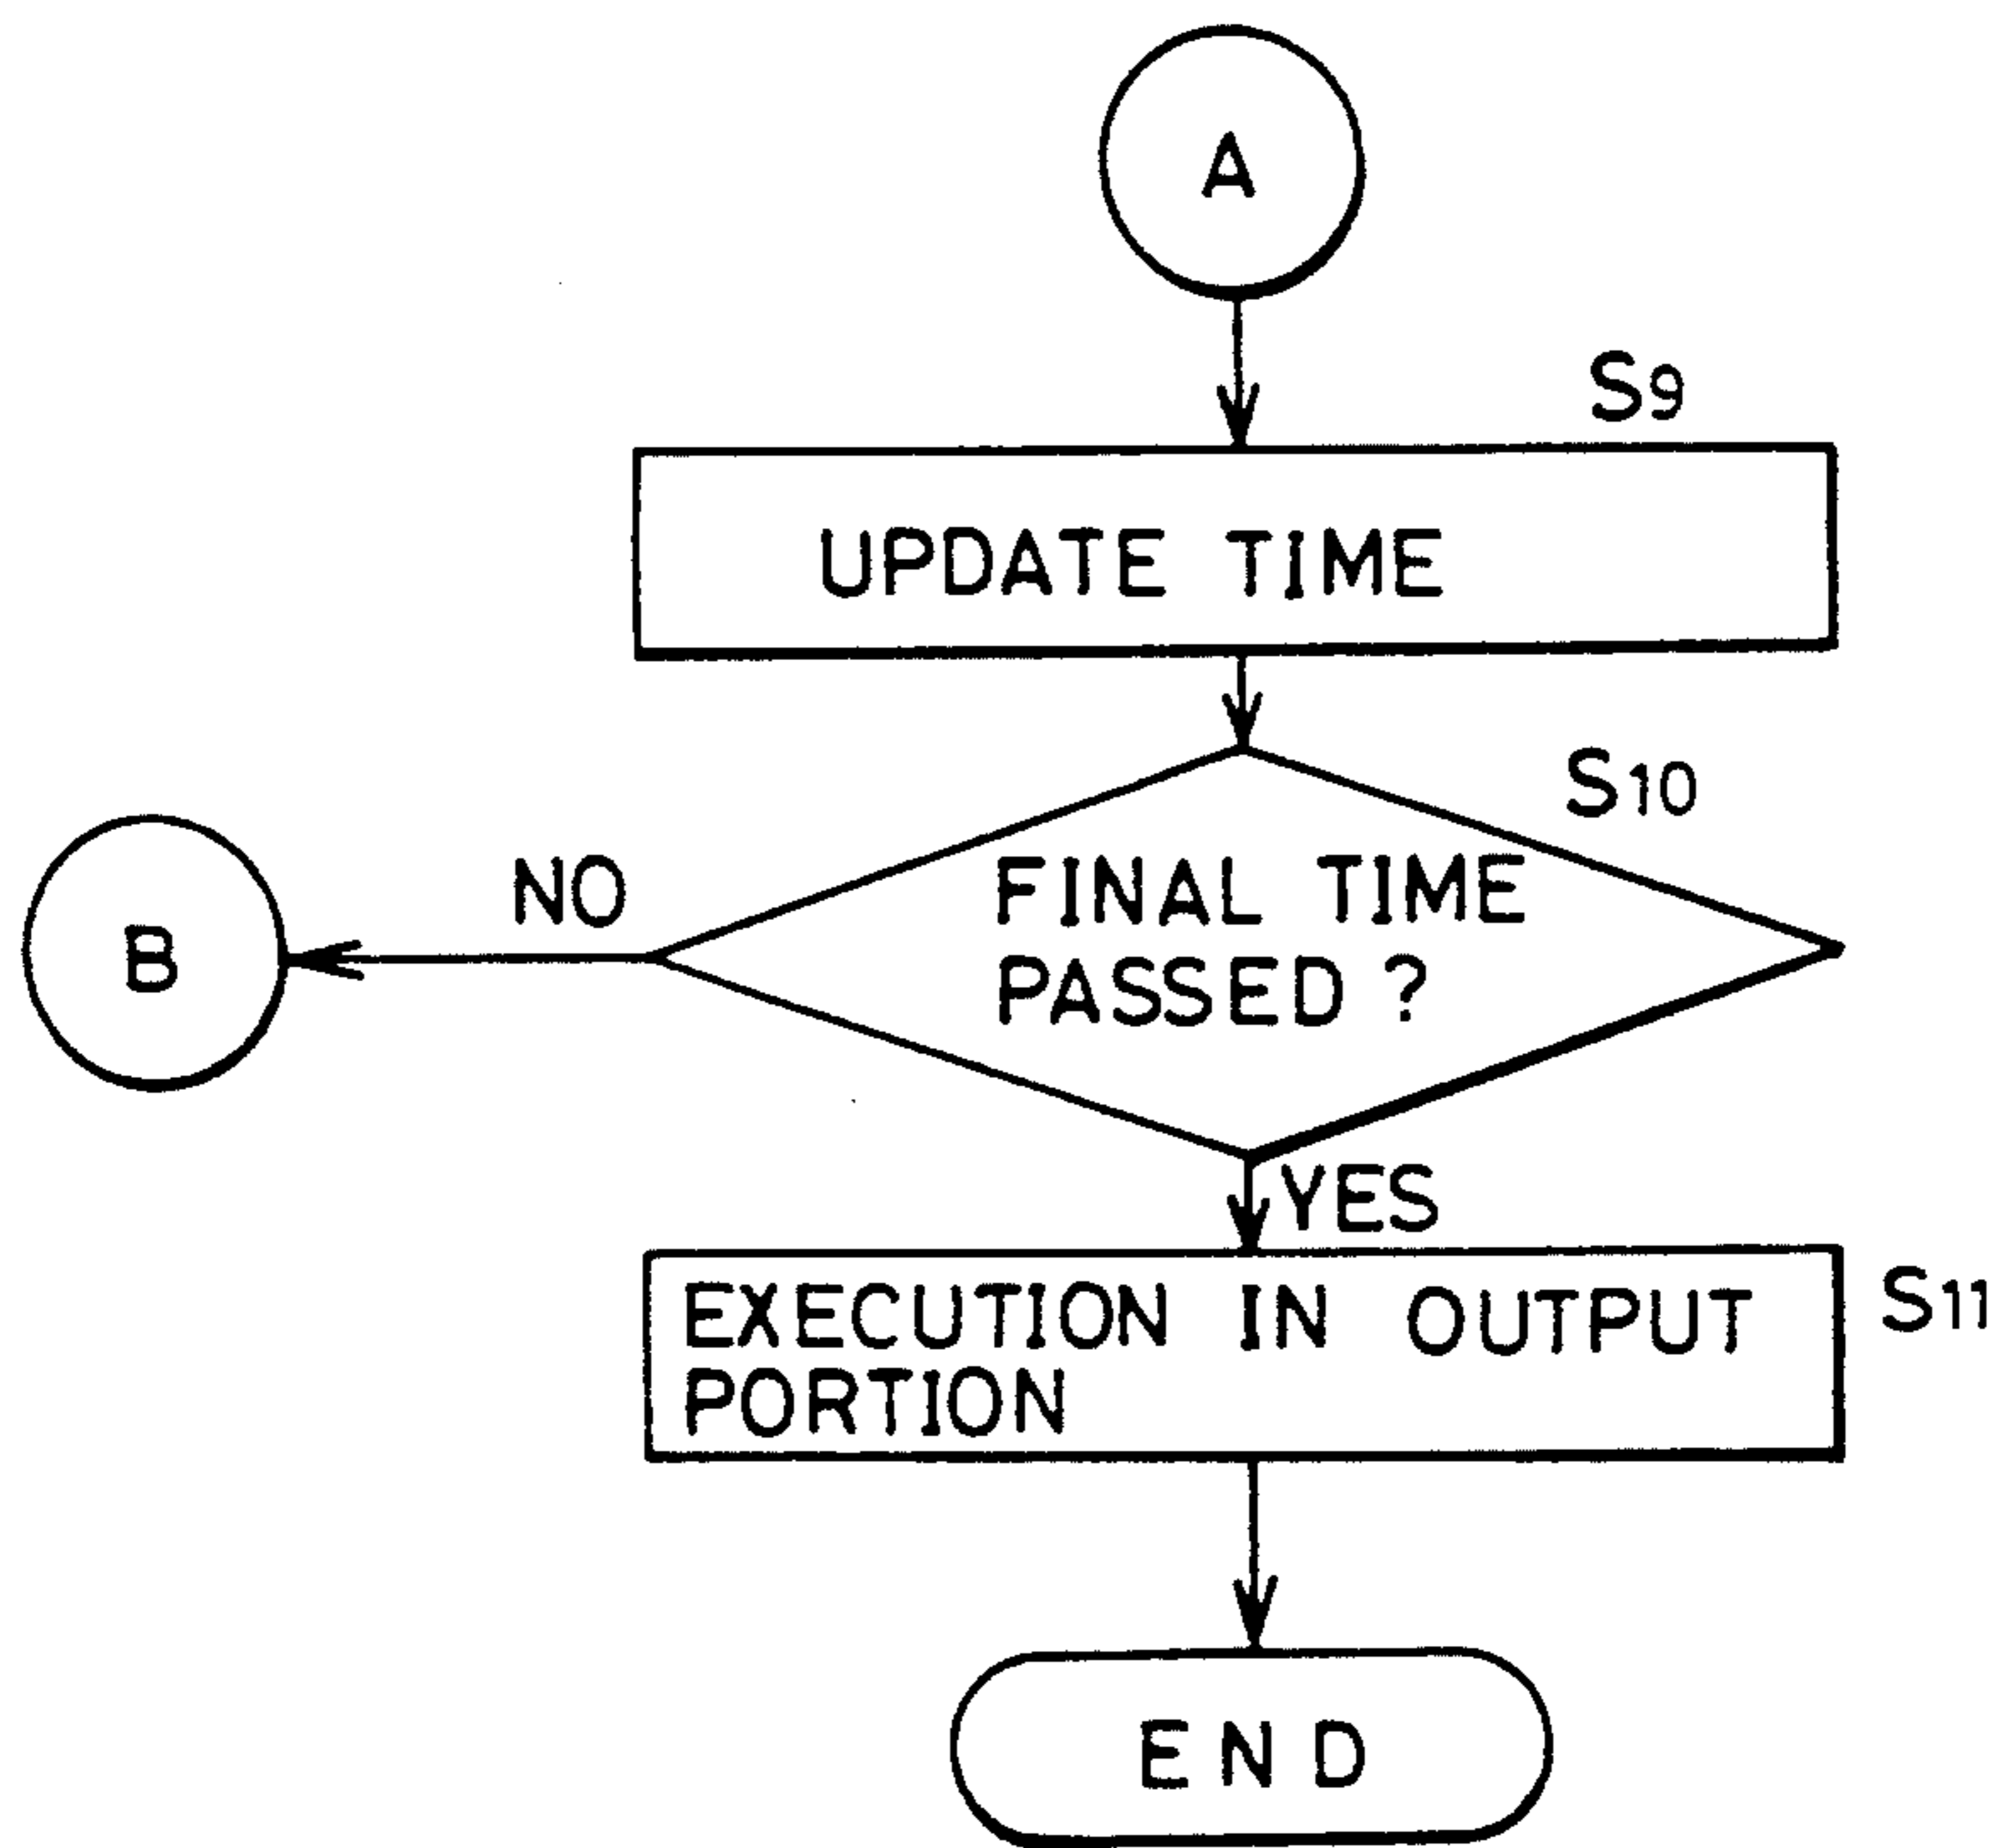 A
S9
UPDATE TIME
S10
FINAL TIME
PASSED ?
NO
B
YES
EXECUTION IN OUTPUT
PORTION
S11
END